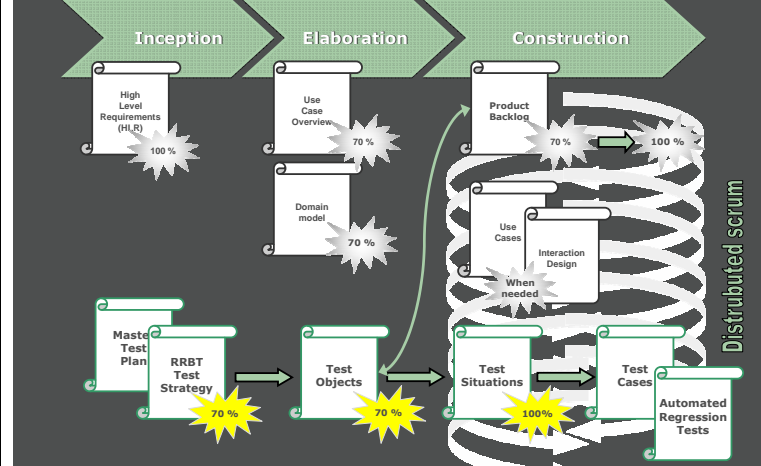 Inception
Elaboration
Construction
High
Level
Requirements
(HLR)
100 %
Use
Case
Overview
70 %
Product
Backlog
70 %
100 %
Domain
model
70 %
Use
Cases
When
needed
Interaction
Design
Distrubuted scrum
Master
Test
Plan
RRBT
Test
Strategy
70 %
Test
Objects
70 %
Test
Situations
100%
Test
Cases
Automated
Regression
Tests